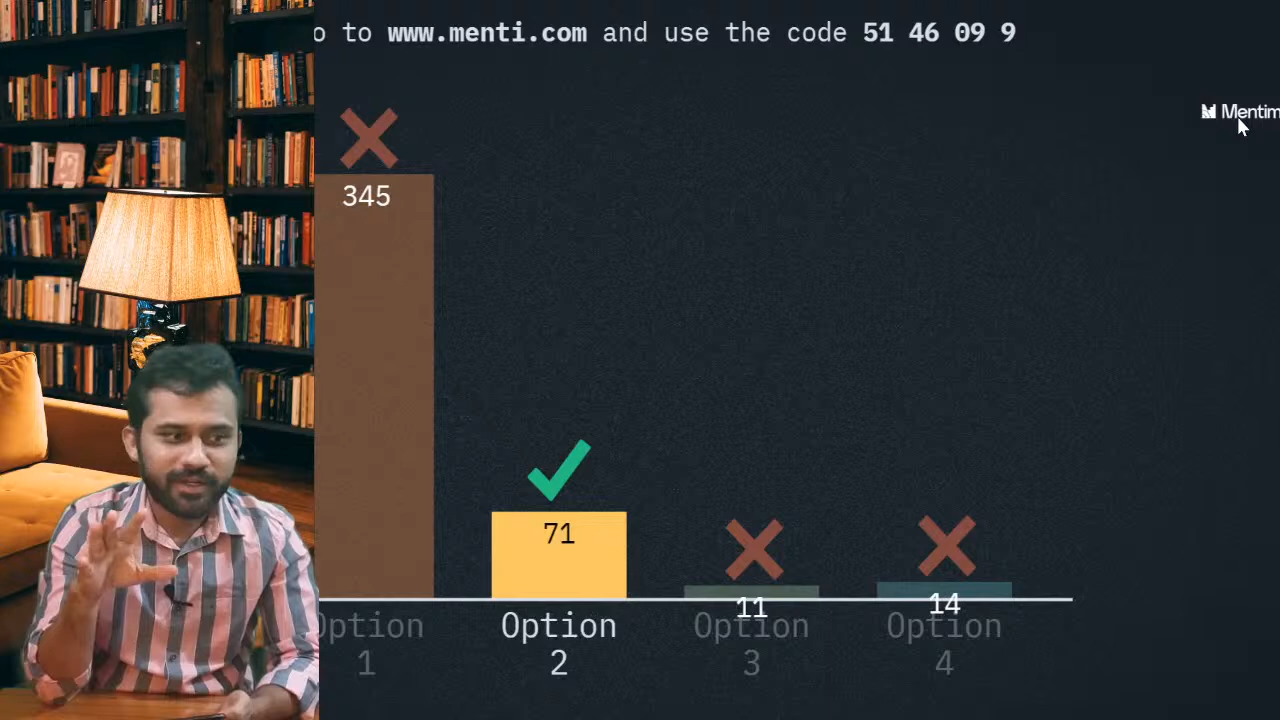 o to www.menti.com and use the code 51 46 09 9
Mentim
345
71
11
14
Option
1
Option
2
Option
3
Option
4